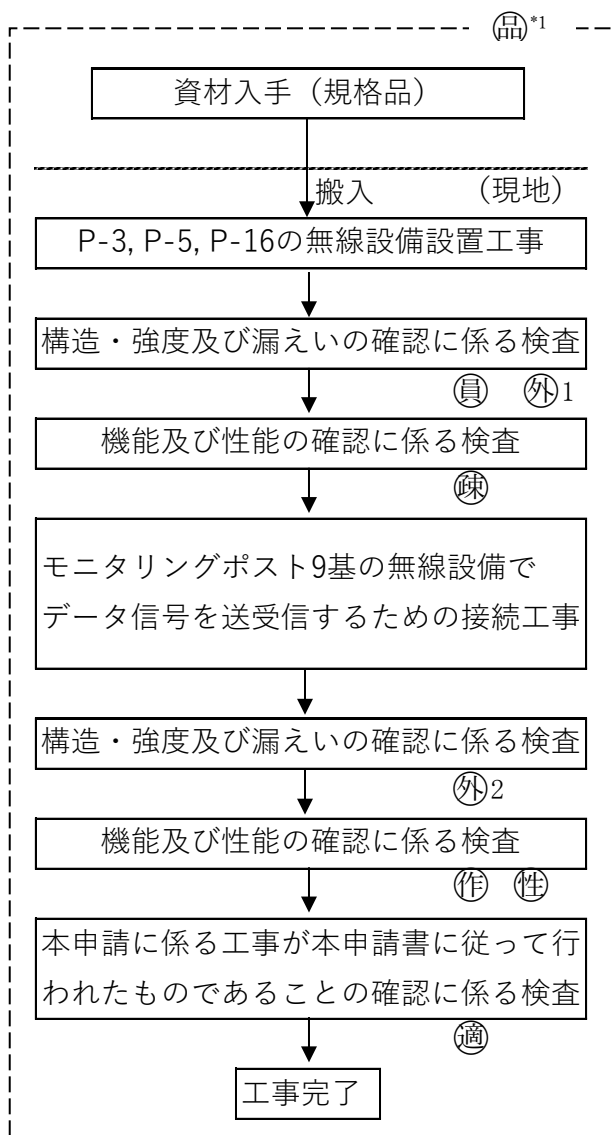 ㊚*1
資材入手（規格品）
搬入 （現地）
P-3, P-5, P-16の無線設備設置工事
構造・強度及び漏えいの確認に係る検査
員 外1
機能及び性能の確認に係る検査
疎
モニタリングポスト9基の無線設備で
データ信号を送受信するための接続工事
構造・強度及び漏えいの確認に係る検査
外2
機能及び性能の確認に係る検査
作 性
本申請に係る工事が本申請書に従って行
われたものであることの確認に係る検査
適
工事完了